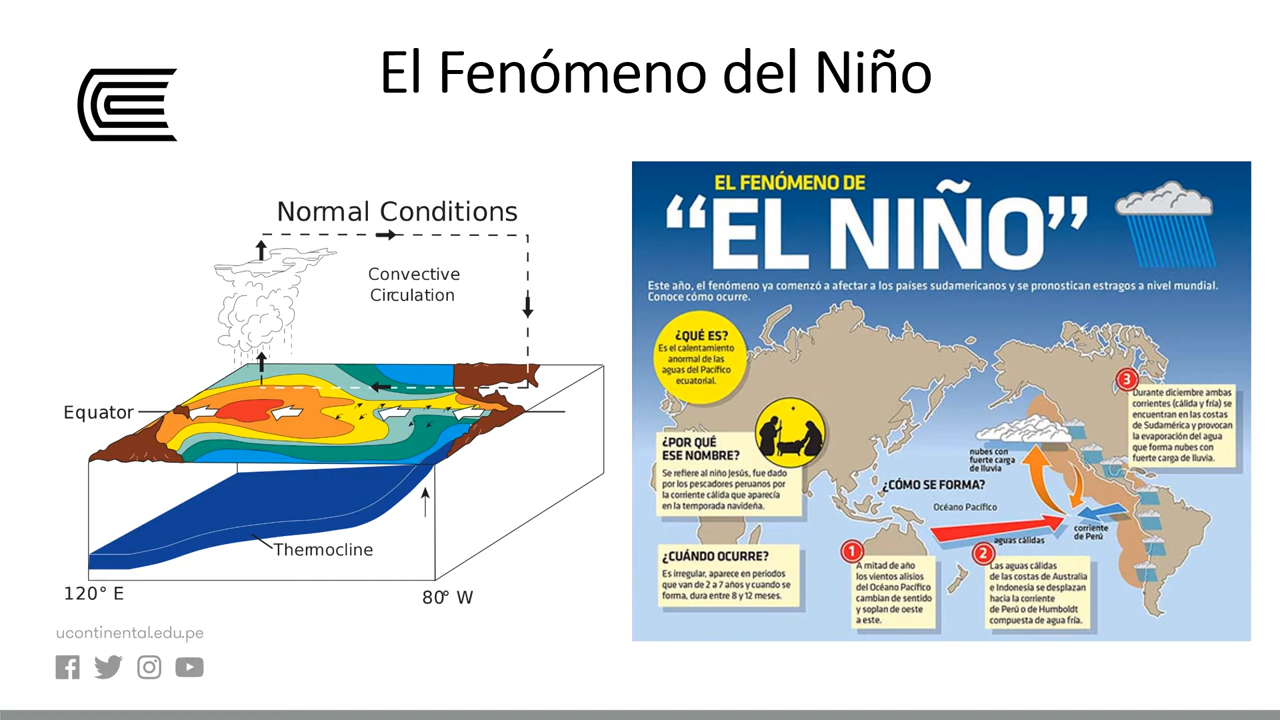 El Fenómeno del Niño
Normal Conditions
Convective
Circulation
Equator
Thermocline
120° E
80° W
ucontinental.edu.pe
EL FENÓMENO DE
“EL NIÑO”
Este año, el fenómeno ya comenzó a afectar a los países sudamericanos y se pronostican estragos a nivel mundial.
Conoce cómo ocurre.
¿QUÉ ES?
Es el calentamiento
anormal de las
aguas del Pacífico
ecuatorial.
¿POR QUÉ
ESE NOMBRE?
Se refiere al niño Jesús, fue dado
por los pescadores peruanos por
la corriente cálida que aparecía
en la temporada navideña.
¿CUÁNDO OCURRE?
Es irregular, aparece en periodos
que van de 2 a 7 años y cuando se
forma, dura entre 8 y 12 meses.
¿CÓMO SE FORMA?
Océano Pacífico
aguas cálidas
corriente
de Perú
nubes con
fuerte carga
de lluvia
1
A mitad de año
los vientos alisios
del Océano Pacífico
cambian de sentido
y soplan de oeste
a este.
2
Las aguas cálidas
de las costas de Australia
e Indonesia se desplazan
hacia la corriente
de Perú o de Humboldt
compuesta de agua fría.
3
Durante diciembre ambas
corrientes (cálida y fría) se
encuentran en las costas
de Sudamérica y provocan
la evaporación del agua
que forma nubes con
fuerte carga de lluvia.